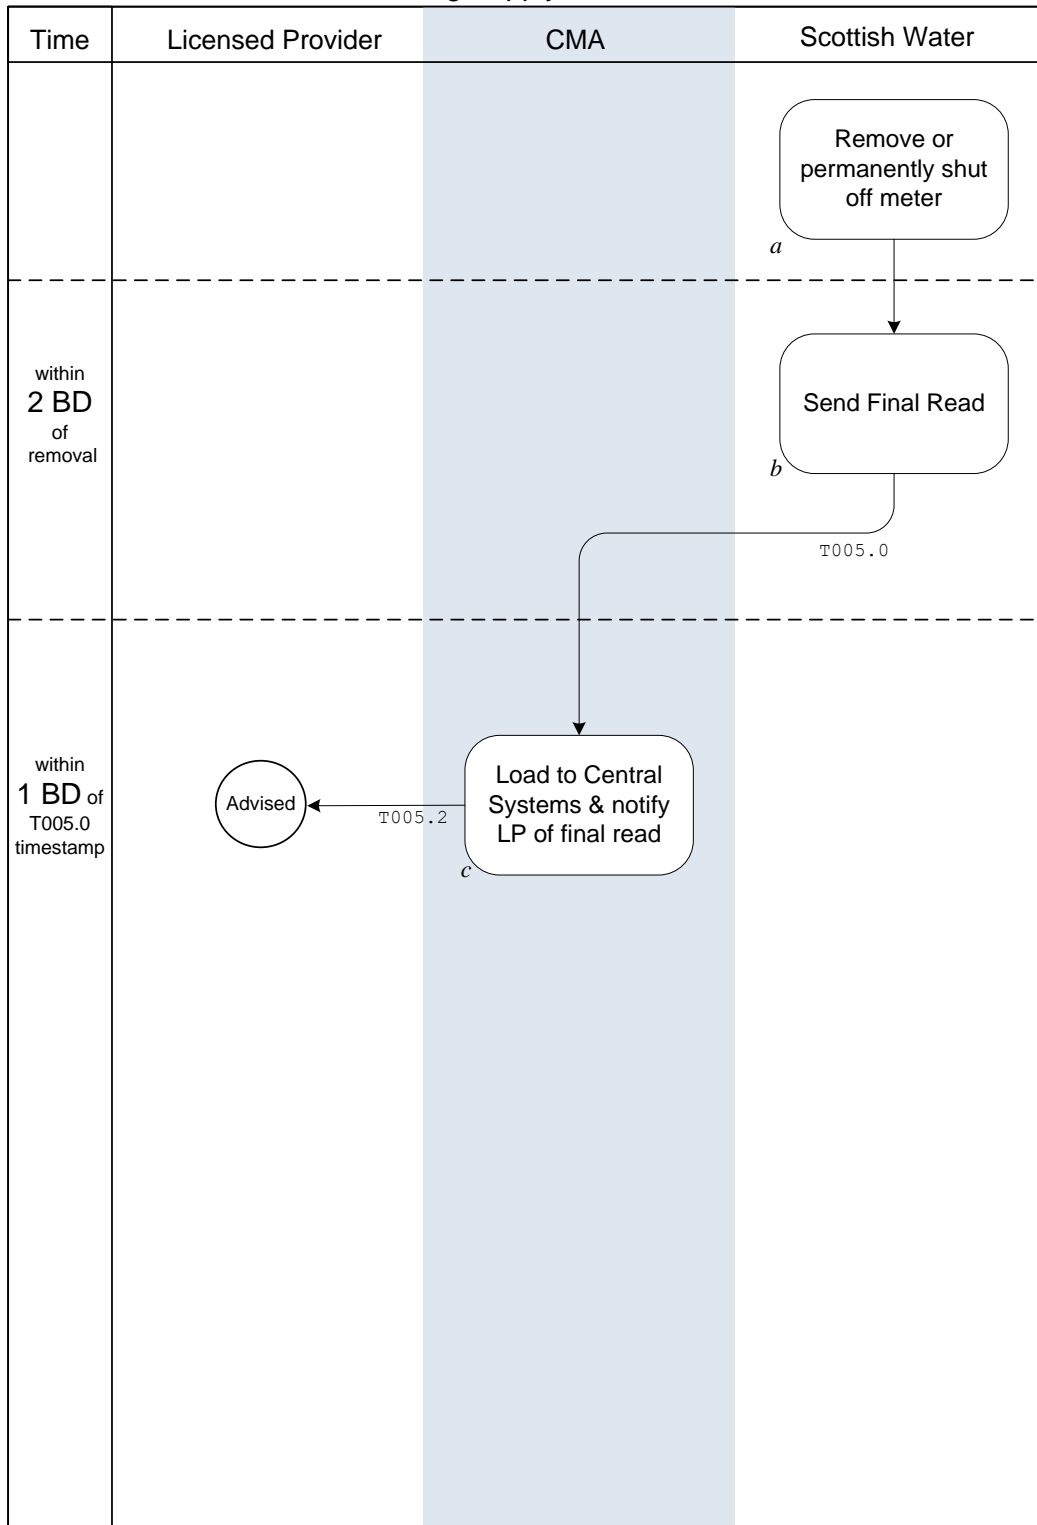 Time
Licensed Provider
CMA
Scottish Water
Remove or
permanently shut
off meter
a
within
2 BD
of
removal
Send Final Read
b
T005.0
within
1 BD of
T005.0
timestamp
Advised
T005.2
Load to Central
Systems & notify
LP of final read
c